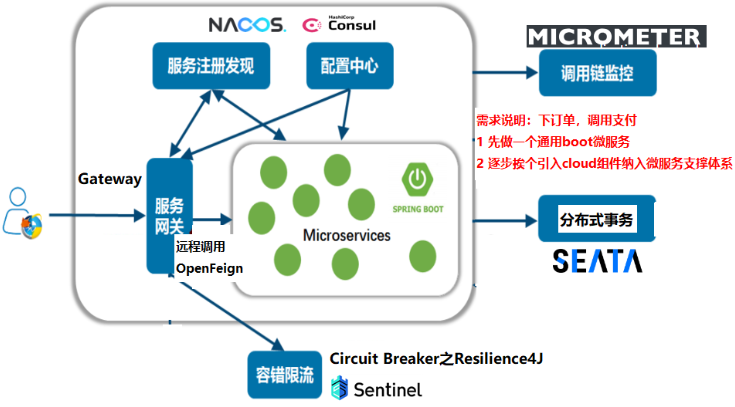 NACOS.
HashiCorp
Consul
MICROMETER
服务注册发现
配置中心
调用链监控
需求说明：下订单，调用支付
1 先做一个通用boot微服务
2 逐步挨个引入cloud组件纳入微服务支撑体系
Gateway
服务
网关
SPRING BOOT
Microservices
远程调用
OpenFeign
分布式事务
SEATA
容错限流
Circuit Breaker之Resilience4J
Sentinel